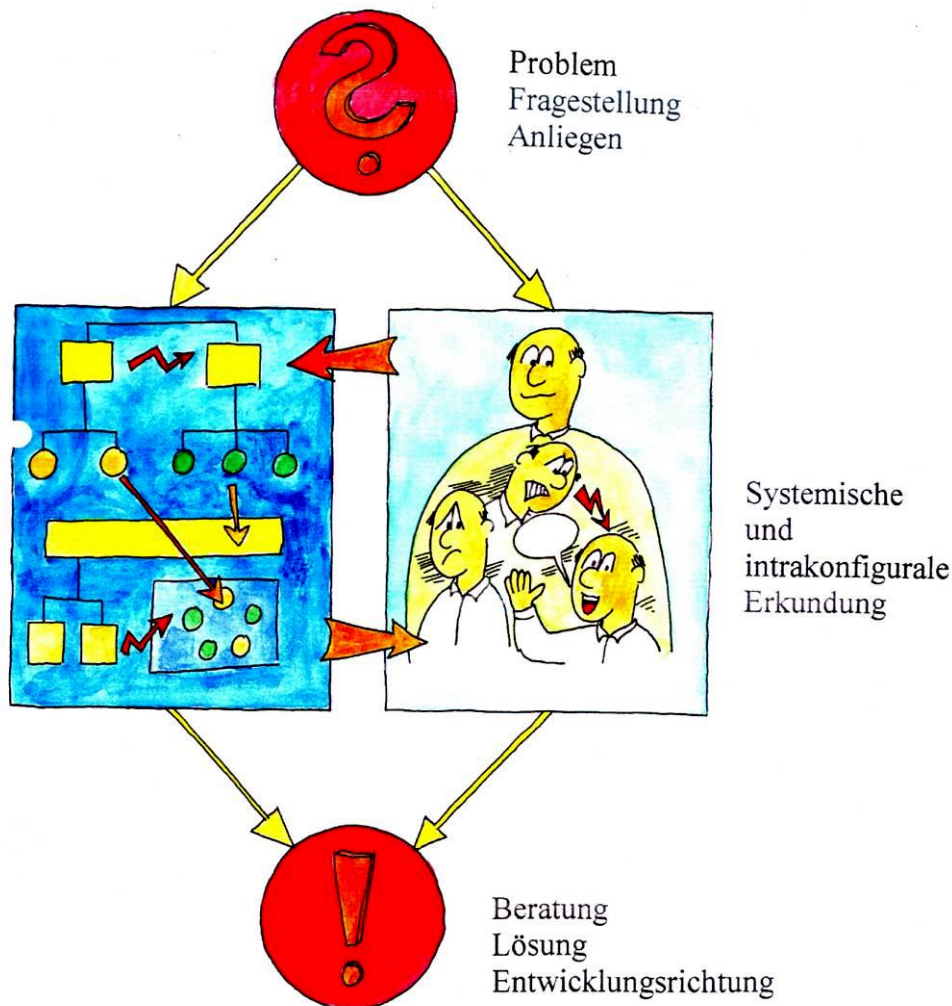 Problem
Fragestellung
Anliegen
Systemische
und
intrakonfigurale
Erkundung
Beratung
Lösung
Entwicklungsrichtung